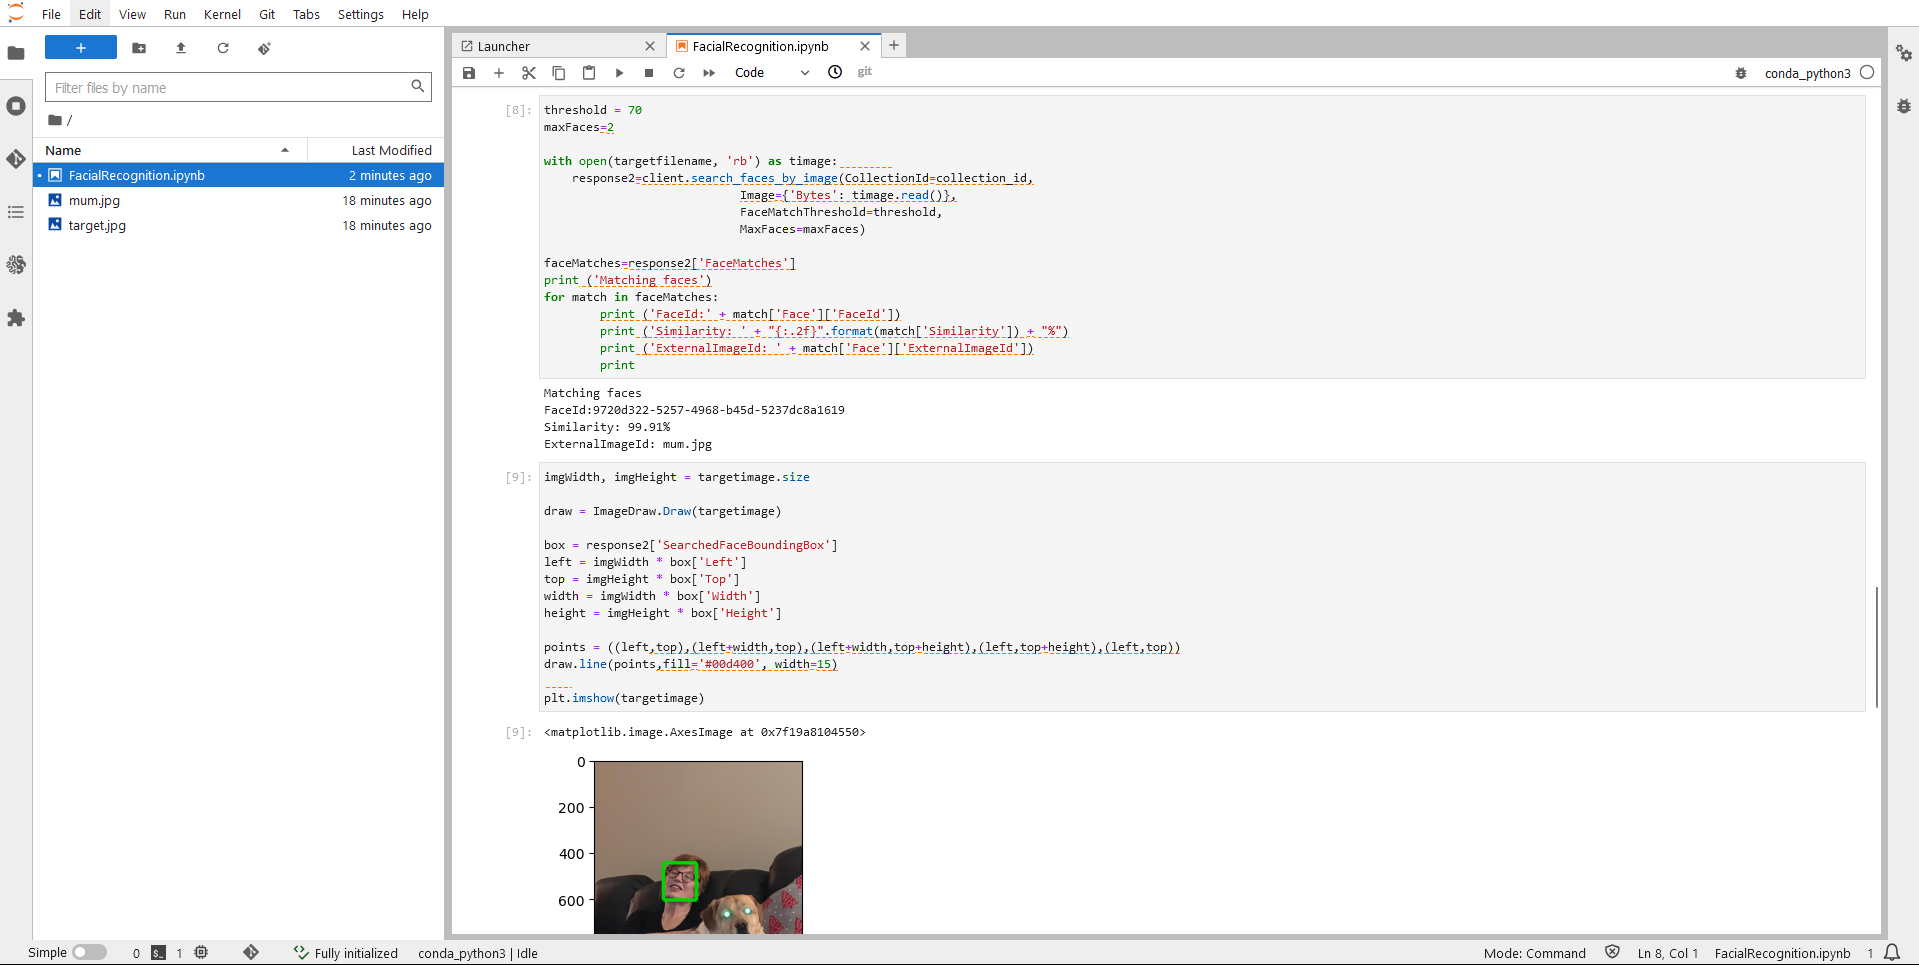 File Edit View Run Kernel Git Tabs Settings Help
+
Filter files by name
/
Name Last Modified
FacialRecognition.ipynb 2 minutes ago
mum.jpg 18 minutes ago
target.jpg 18 minutes ago
Launcher
FacialRecognition.ipynb
Code
git
conda_python3
[8]:
threshold = 70
maxFaces=2
with open(targetfilename, 'rb') as timage:
response2=client.search_faces_by_image(CollectionId=collection_id,
Image={'Bytes': timage.read()},
FaceMatchThreshold=threshold,
MaxFaces=maxFaces)
faceMatches=response2['FaceMatches']
print ('Matching faces')
for match in faceMatches:
print ('FaceId:' + match['Face']['FaceId'])
print ('Similarity: ' + "{:.2f}".format(match['Similarity']) + "%")
print ('ExternalImageId: ' + match['Face']['ExternalImageId'])
print
Matching faces
FaceId:9720d322-5257-4968-b45d-5237dc8a1619
Similarity: 99.91%
ExternalImageId: mum.jpg
[9]:
imgWidth, imgHeight = targetimage.size
draw = ImageDraw.Draw(targetimage)
box = response2['SearchedFaceBoundingBox']
left = imgWidth * box['Left']
top = imgHeight * box['Top']
width = imgWidth * box['Width']
height = imgHeight * box['Height']
points = ((left,top),(left+width,top),(left+width,top+height),(left,top+height),(left,top))
draw.line(points,fill='#00d400', width=15)
plt.imshow(targetimage)
[9]: <matplotlib.image.AxesImage at 0x7f19a8104550>
0
200
400
600
Simple 0 $_ 1 Fully initialized conda_python3 | Idle Mode: Command Ln 8, Col 1 FacialRecognition.ipynb 1